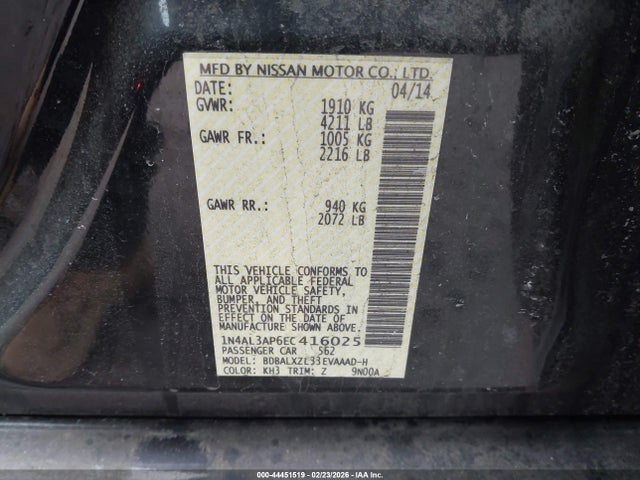 MFD BY NISSAN MOTOR CO., LTD.
DATE: 04/14
GVWR: 1910 KG
4211 LB
GAWR FR.: 1005 KG
2216 LB
GAWR RR.: 940 KG
2072 LB
THIS VEHICLE CONFORMS TO
ALL APPLICABLE FEDERAL
MOTOR VEHICLE SAFETY,
BUMPER, AND THEFT
PREVENTION STANDARDS IN
EFFECT ON THE DATE OF
MANUFACTURE SHOWN ABOVE.
1N4AL3AP6EC416025
PASSENGER CAR 562
MODEL: BDBALXZL33EVAAAD-H
COLOR: KH3 TRIM: Z 9N00A
000-44451519 - 02/23/2026 - IAA Inc.